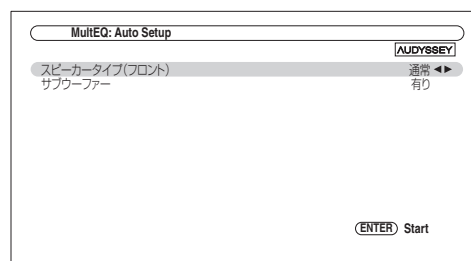 MultEQ: Auto Setup
AUDYSSEY
スピーカータイプ(フロント) 通常 ◀▶
サブウーファー 有り
ENTER Start